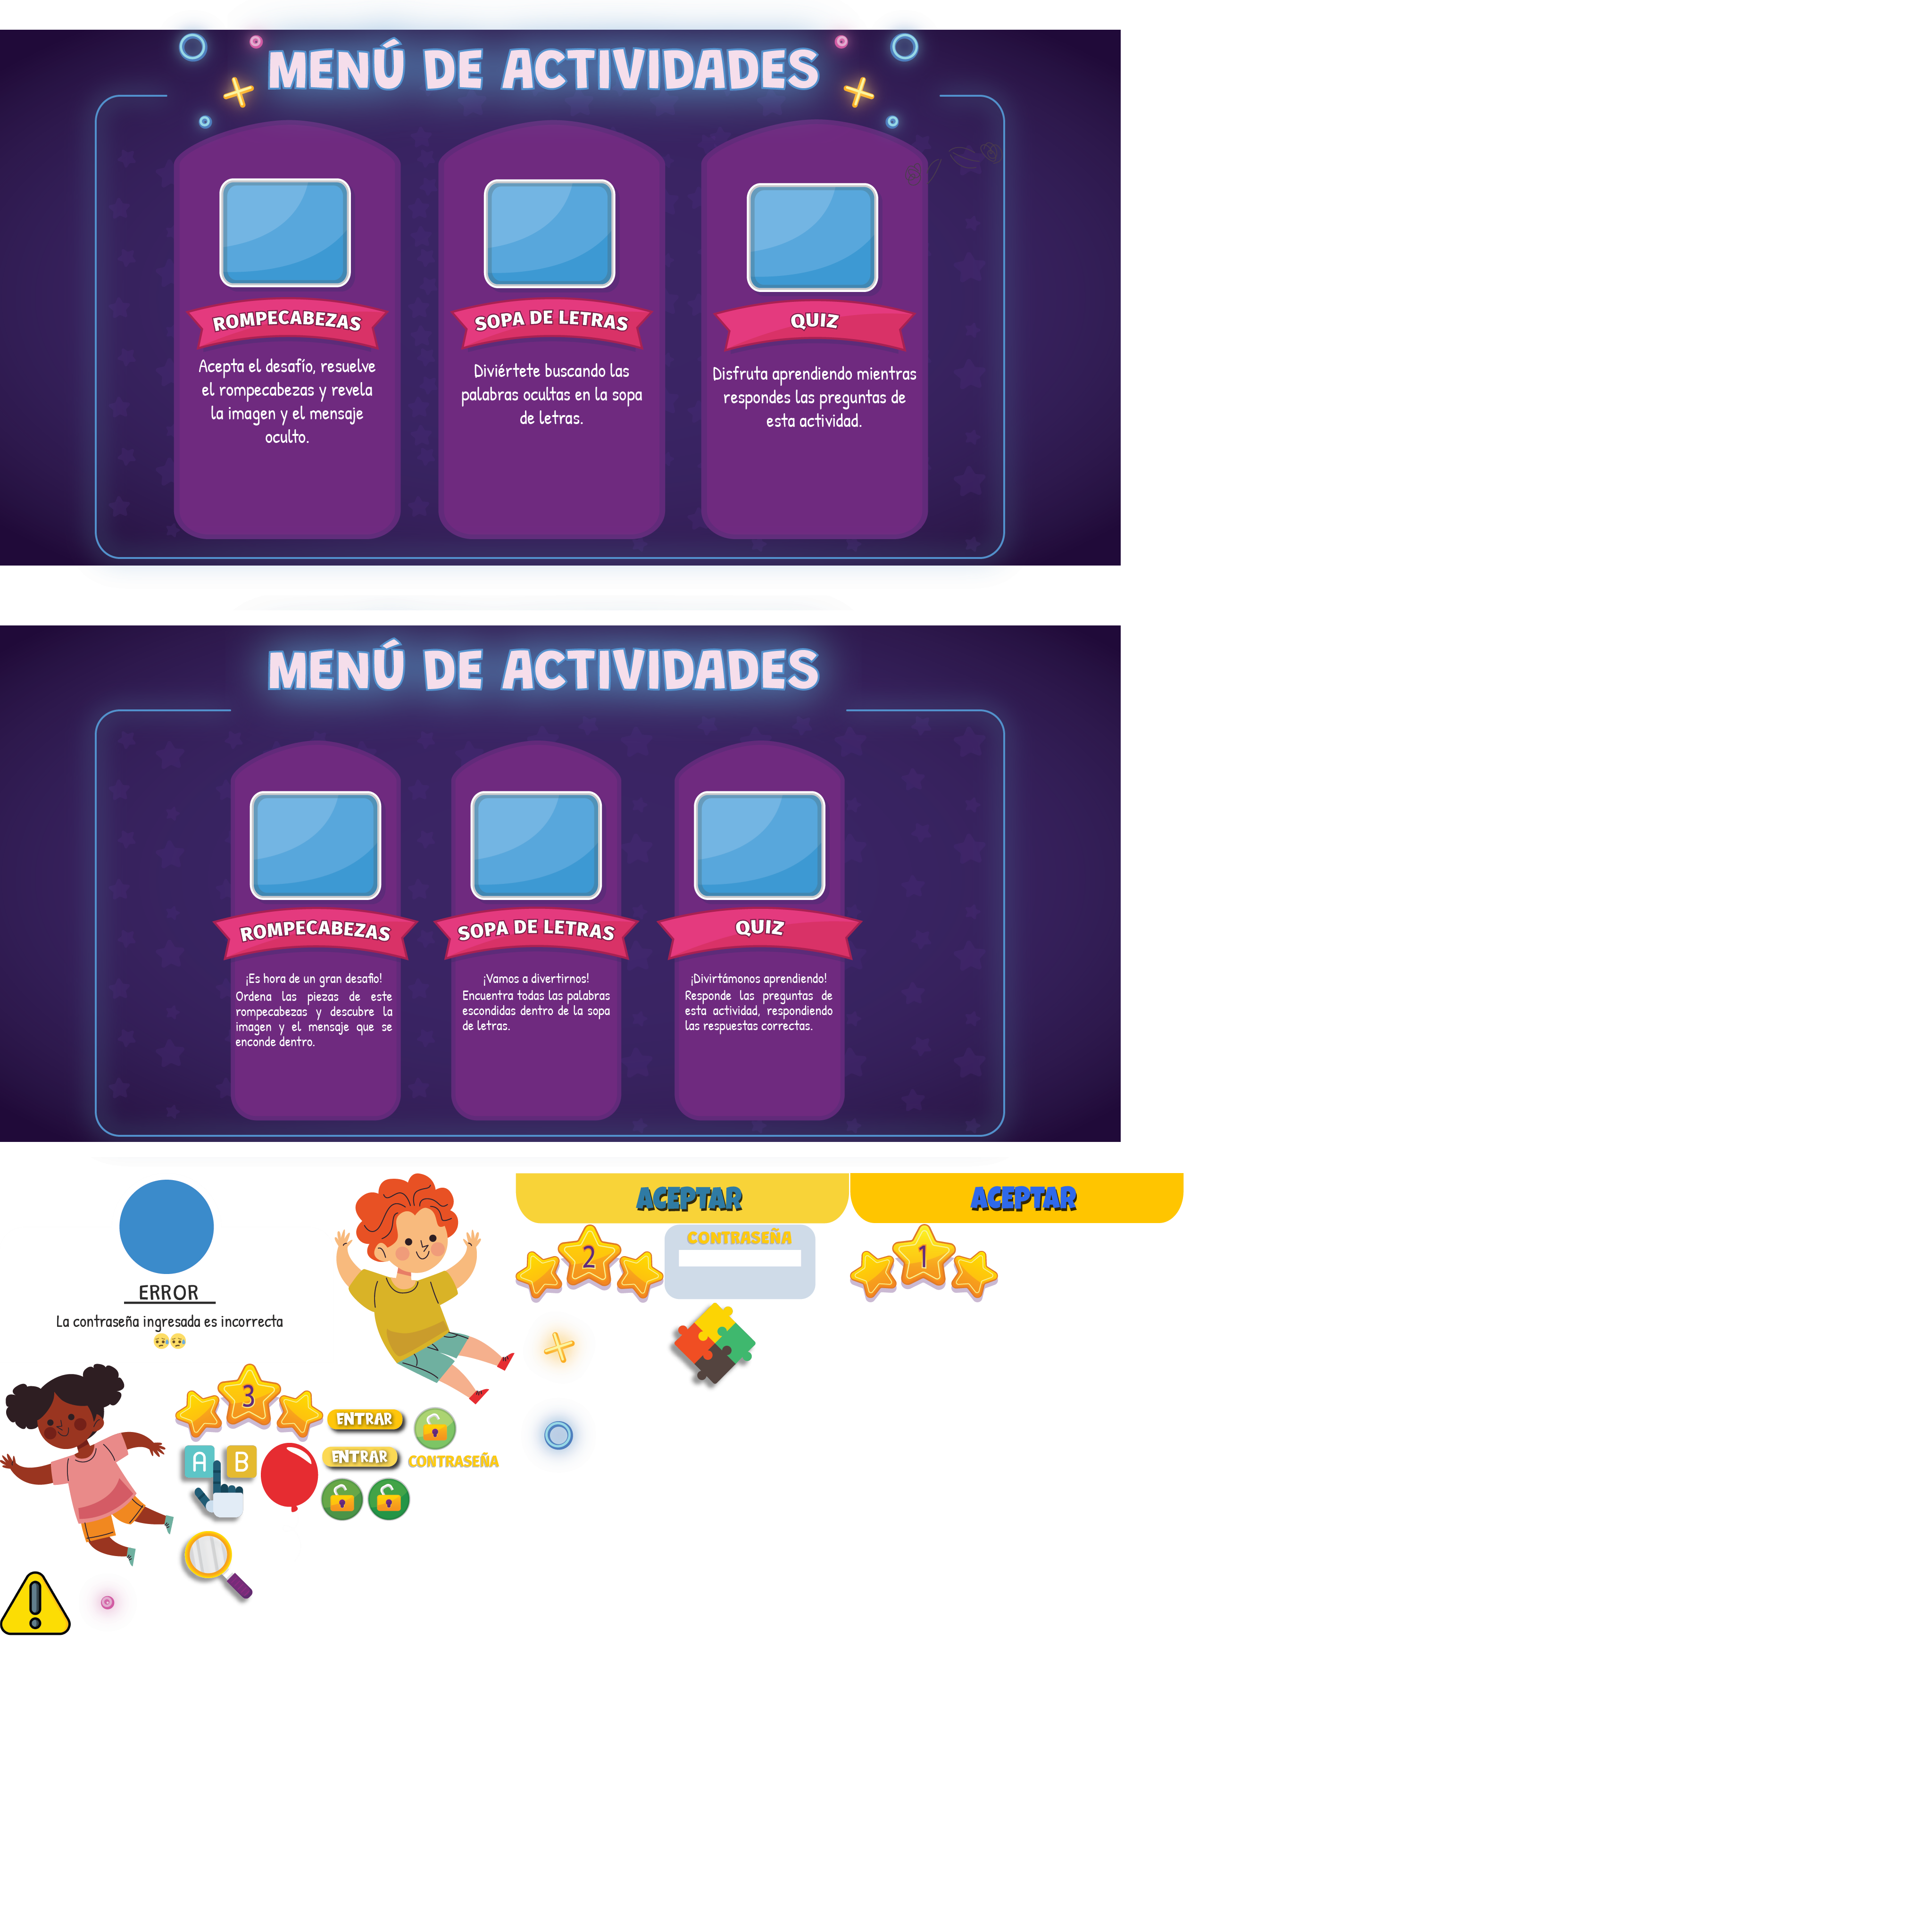 MENÚ DE ACTIVIDADES
ROMPECABEZAS
Acepta el desafío, resuelve
el rompecabezas y revela
la imagen y el mensaje
oculto.
SOPA DE LETRAS
Diviértete buscando las
palabras ocultas en la sopa
de letras.
QUIZ
Disfruta aprendiendo mientras
respondes las preguntas de
esta actividad.
MENÚ DE ACTIVIDADES
ROMPECABEZAS
¡Es hora de un gran desafío!
Ordena las piezas de este
rompecabezas y descubre la
imagen y el mensaje que se
enconde dentro.
SOPA DE LETRAS
¡Vamos a divertirnos!
Encuentra todas las palabras
escondidas dentro de la sopa
de letras.
QUIZ
¡Divirtámonos aprendiendo!
Responde las preguntas de
esta actividad, respondiendo
las respuestas correctas.
ERROR
La contraseña ingresada es incorrecta
😥😥
ACEPTAR
ACEPTAR
2
CONTRASEÑA
1
3
ENTRAR
ENTRAR
CONTRASEÑA
A B